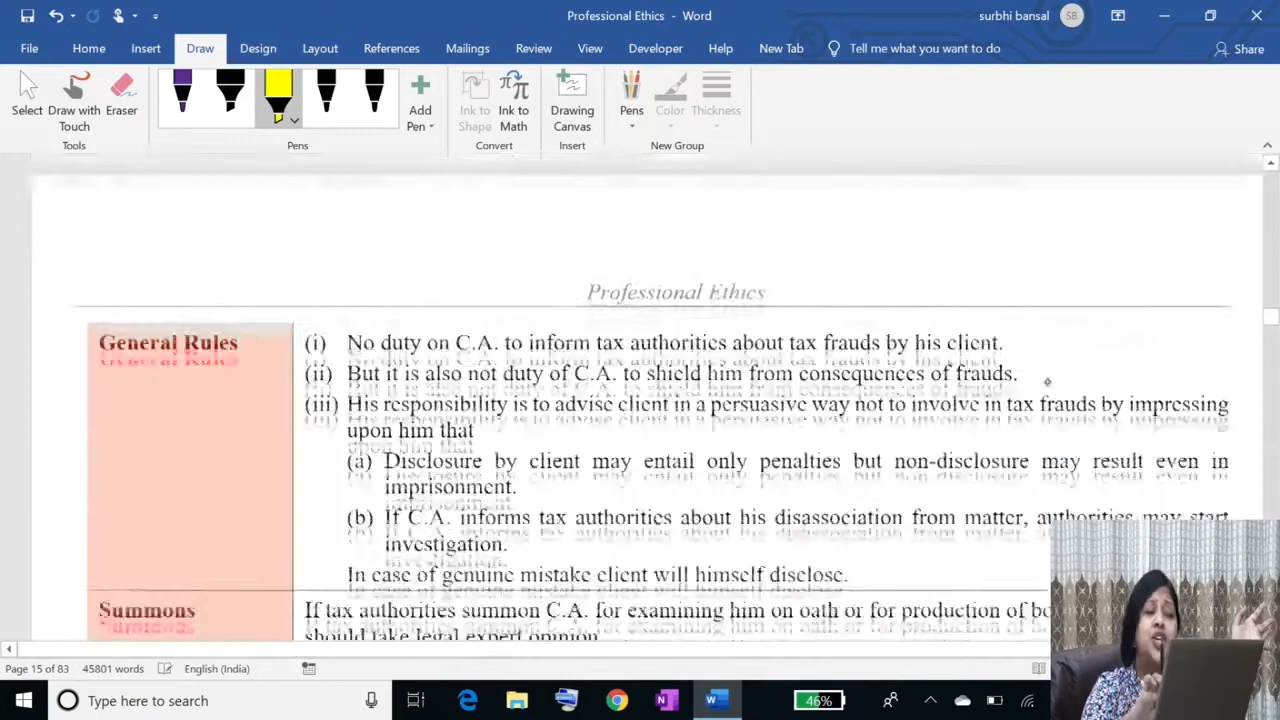 Professional Ethics - Word
surbhi bansal
SB
File Home Insert Draw Design Layout References Mailings Review View Developer Help New Tab Tell me what you want to do Share
Select Draw with Touch Eraser
Add Pen
Ink to Shape
Ink to Math
Drawing Canvas
Pens Color Thickness
Tools Pens Convert Insert New Group
Professional Ethics
General Rules
(i) No duty on C.A. to inform tax authorities about tax frauds by his client.
(ii) But it is also not duty of C.A. to shield him from consequences of frauds.
(iii) His responsibility is to advise client in a persuasive way not to involve in tax frauds by impressing
upon him that
(a) Disclosure by client may entail only penalties but non-disclosure may result even in
imprisonment.
(b) If C.A. informs tax authorities about his disassociation from matter, authorities may start
investigation.
In case of genuine mistake client will himself disclose.
Summons
If tax authorities summon C.A. for examining him on oath or for production of
should take legal expert opinion
Page 15 of 83 45801 words English (India)
Type here to search
46%